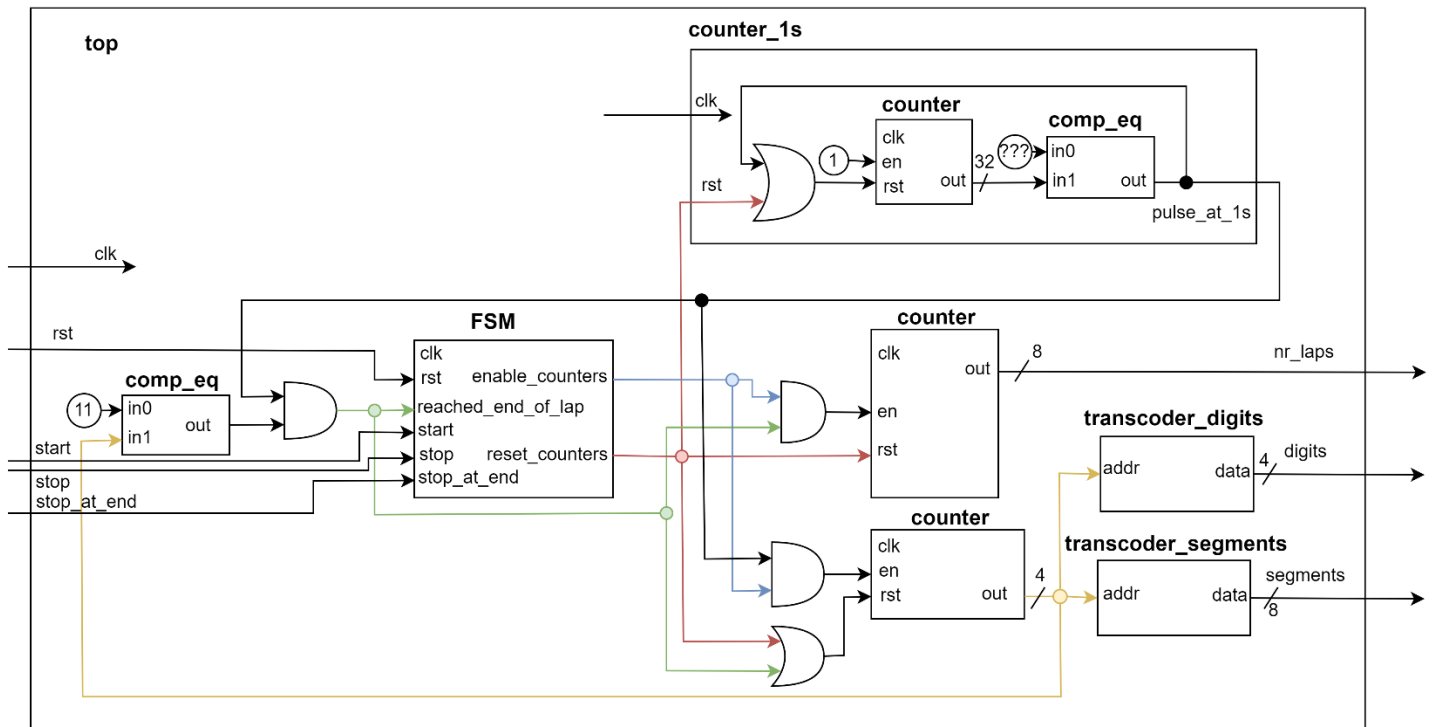 top
counter_1s
clk
counter
clk
en
rst
out
1
32
???
comp_eq
in0
in1
out
rst
pulse_at_1s
clk
rst
FSM
clk
rst
reached_end_of_lap
start
stop
stop_at_end
enable_counters
reset_counters
comp_eq
11
in0
in1
out
start
stop
stop_at_end
counter
clk
en
rst
out
8
nr_laps
transcoder_digits
addr
data
4
digits
counter
clk
en
rst
out
4
transcoder_segments
addr
data
8
segments